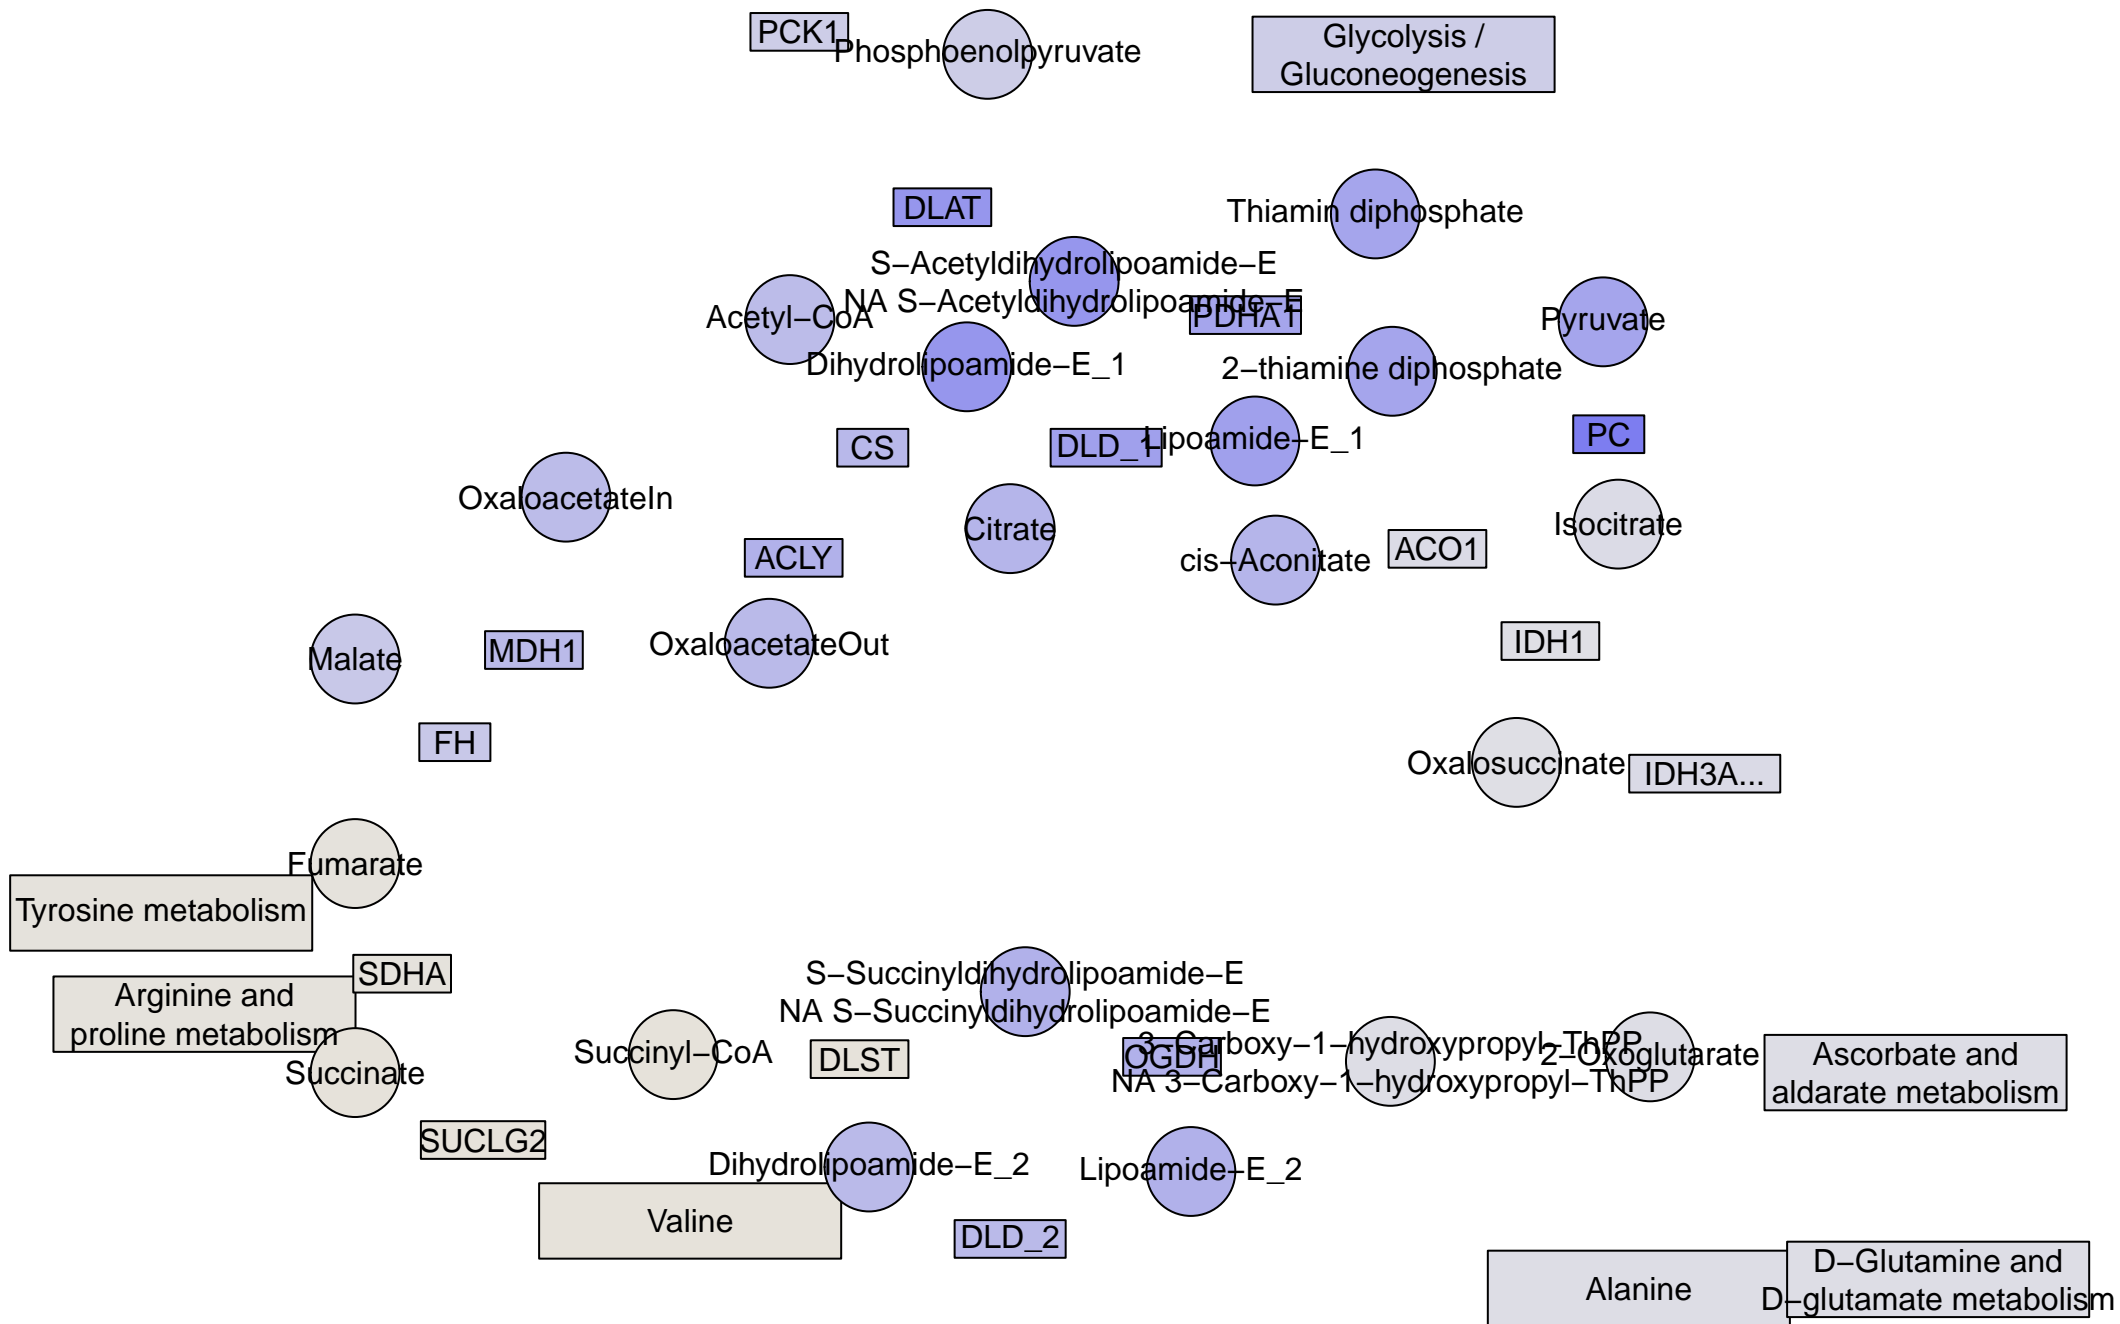 PCK1
Phosphoenolpyruvate
Glycolysis /
Gluconeogenesis
DLAT
Thiamin diphosphate
S−Acetyldihydrolipoamide−E
NA S−Acetyldihydrolipoamide−E
Acetyl−CoA
PDHA1
Pyruvate
Dihydrolipoamide−E_1
2−thiamine diphosphate
CS
DLD_1
Lipoamide−E_1
PC
OxaloacetateIn
Citrate
Isocitrate
ACLY
cis−Aconitate
ACO1
Malate
MDH1
OxaloacetateOut
IDH1
FH
Oxalosuccinate
IDH3A...
Fumarate
Tyrosine metabolism
SDHA
Arginine and
proline metabolism
S−Succinyldihydrolipoamide−E
NA S−Succinyldihydrolipoamide−E
Succinate
Succinyl−CoA
DLST
OGDH
3−Carboxy−1−hydroxypropyl−ThPP
NA 3−Carboxy−1−hydroxypropyl−ThPP
2−Oxoglutarate
Ascorbate and
aldarate metabolism
SUCLG2
Dihydrolipoamide−E_2
Lipoamide−E_2
Valine
DLD_2
Alanine
D−Glutamine and
D−glutamate metabolism